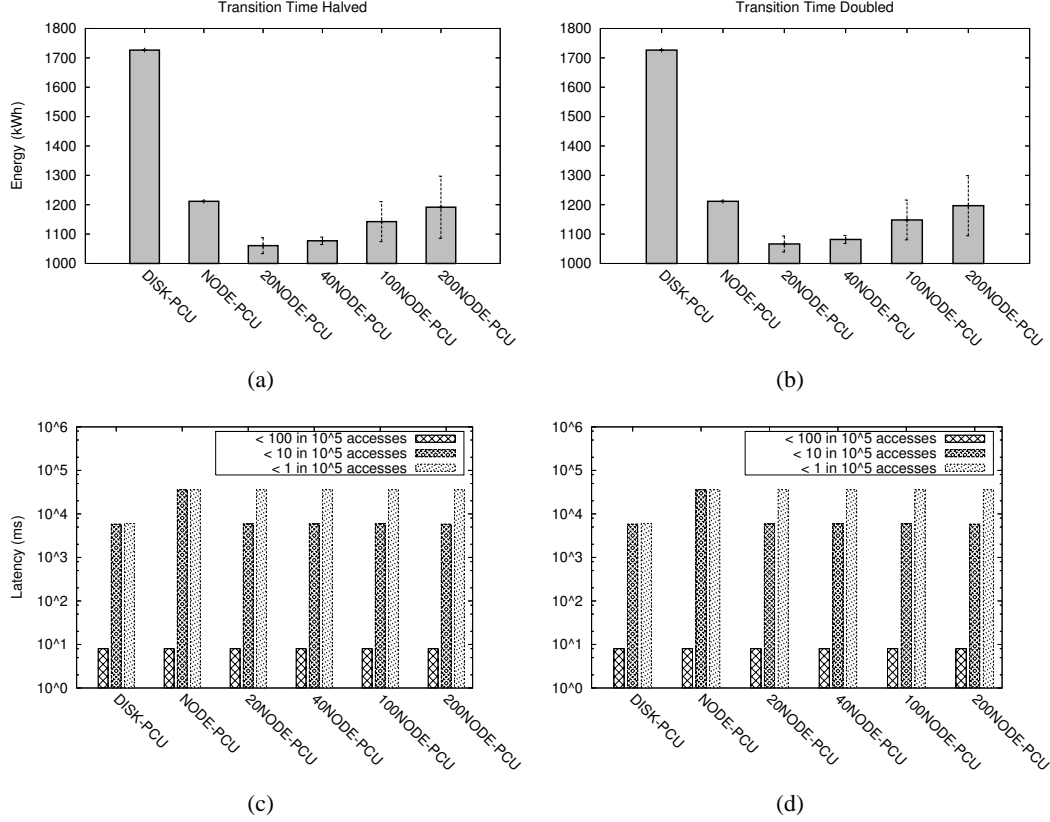 Transition Time Halved
Energy (kWh)
1800
1700
1600
1500
1400
1300
1200
1100
1000
DISK-PCU
NODE-PCU
20NODE-PCU
40NODE-PCU
100NODE-PCU
200NODE-PCU
(a)
Transition Time Doubled
1800
1700
1600
1500
1400
1300
1200
1100
1000
DISK-PCU
NODE-PCU
20NODE-PCU
40NODE-PCU
100NODE-PCU
200NODE-PCU
(b)
Latency (ms)
10^6
10^5
10^4
10^3
10^2
10^1
10^0
< 100 in 10^5 accesses
< 10 in 10^5 accesses
< 1 in 10^5 accesses
DISK-PCU
NODE-PCU
20NODE-PCU
40NODE-PCU
100NODE-PCU
200NODE-PCU
(c)
10^6
10^5
10^4
10^3
10^2
10^1
10^0
< 100 in 10^5 accesses
< 10 in 10^5 accesses
< 1 in 10^5 accesses
DISK-PCU
NODE-PCU
20NODE-PCU
40NODE-PCU
100NODE-PCU
200NODE-PCU
(d)